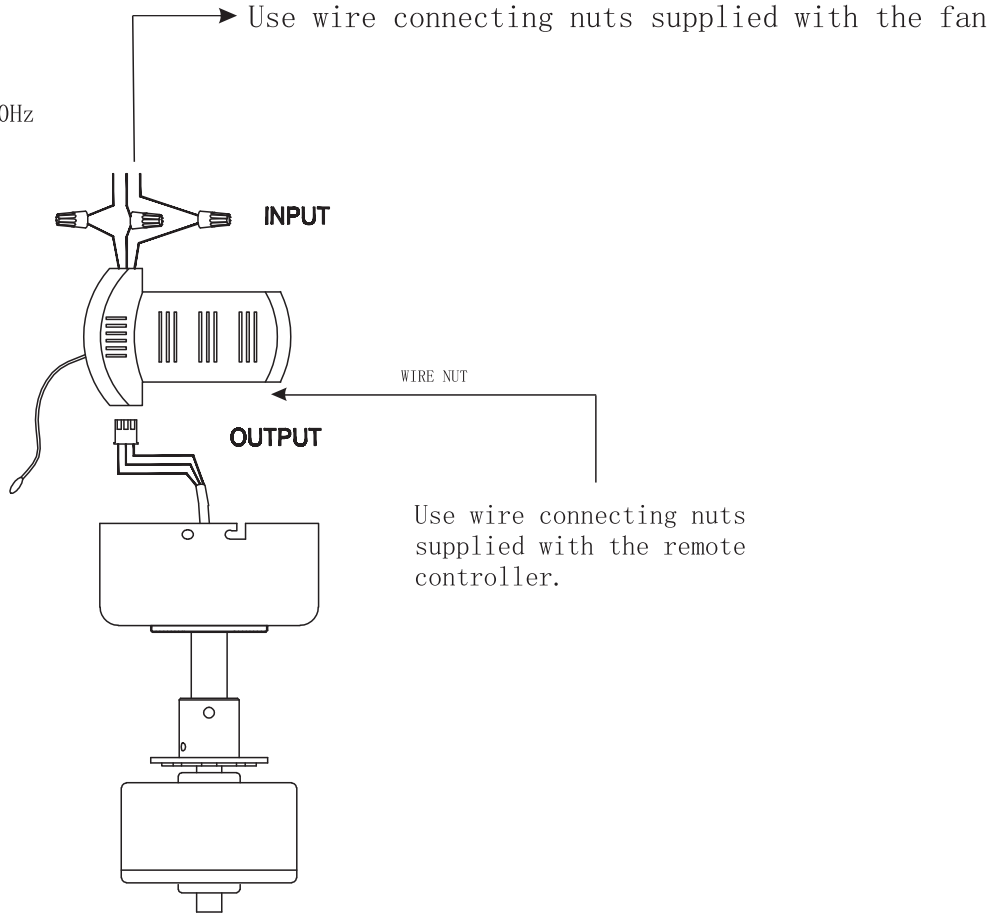 Use wire connecting nuts supplied with the fan
0Hz
INPUT
WIRE NUT
OUTPUT
Use wire connecting nuts
supplied with the remote
controller.